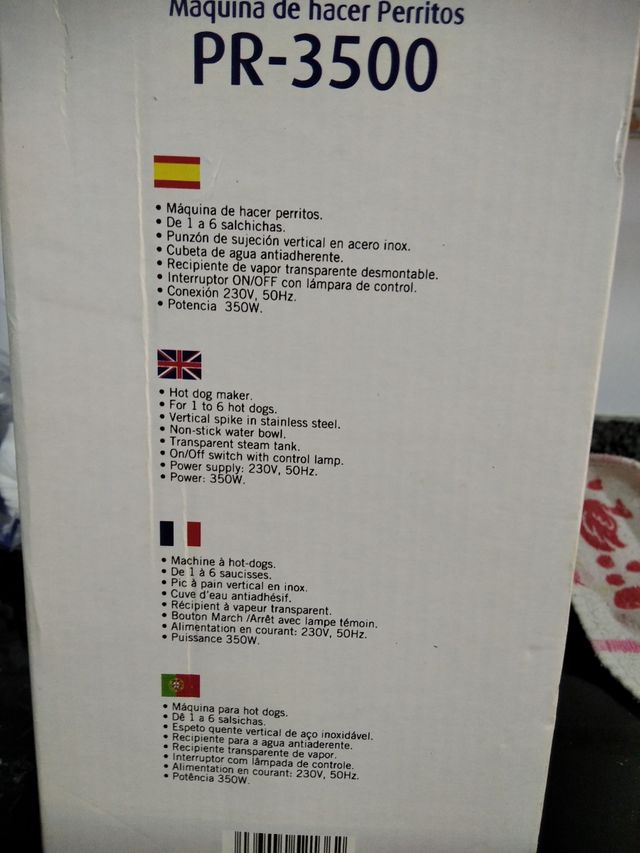 Máquina de hacer Perritos
PR-3500
• Máquina de hacer perritos.
• De 1 a 6 salchichas.
• Punzón de sujeción vertical en acero inox.
• Cubeta de agua antiadherente.
• Recipiente de vapor transparente desmontable.
• Interruptor ON/OFF con lámpara de control.
• Conexión 230V, 50Hz.
• Potencia 350W.
• Hot dog maker.
• For 1 to 6 hot dogs.
• Vertical spike in stainless steel.
• Non-stick water bowl.
• Transparent steam tank.
• On/Off switch with control lamp.
• Power supply: 230V, 50Hz.
• Power: 350W.
• Machine à hot-dogs.
• De 1 à 6 saucisses.
• Pic à pain vertical en inox.
• Cuve d'eau antiadhésif.
• Récipient à vapeur transparent.
• Bouton March /Arrêt avec lampe témoin.
• Alimentation en courant: 230V, 50Hz.
• Puissance 350W.
• Máquina para hot dogs.
• Dê 1 a 6 salsichas.
• Espeto quente vertical de aço inoxidável.
• Recipiente para a agua antiaderente.
• Recipiente transparente de vapor.
• Interruptor com lâmpada de controle.
• Alimentation en courant: 230V, 50Hz.
• Potência 350W.